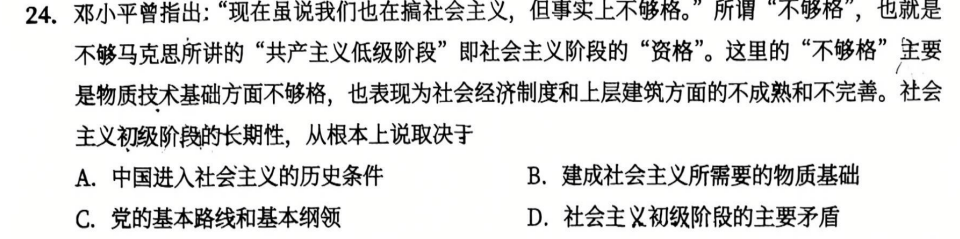 24. 邓小平曾指出：“现在虽说我们也在搞社会主义，但事实上不够格。”所谓“不够格”，也就是
不够马克思所讲的“共产主义低级阶段”即社会主义阶段的“资格”。这里的“不够格”主要
是物质技术基础方面不够格，也表现为社会经济制度和上层建筑方面的不成熟和不完善。社会
主义初级阶段的长期性，从根本上说取决于
A. 中国进入社会主义的历史条件 B. 建成社会主义所需要的物质基础
C. 党的基本路线和基本纲领 D. 社会主义初级阶段的主要矛盾